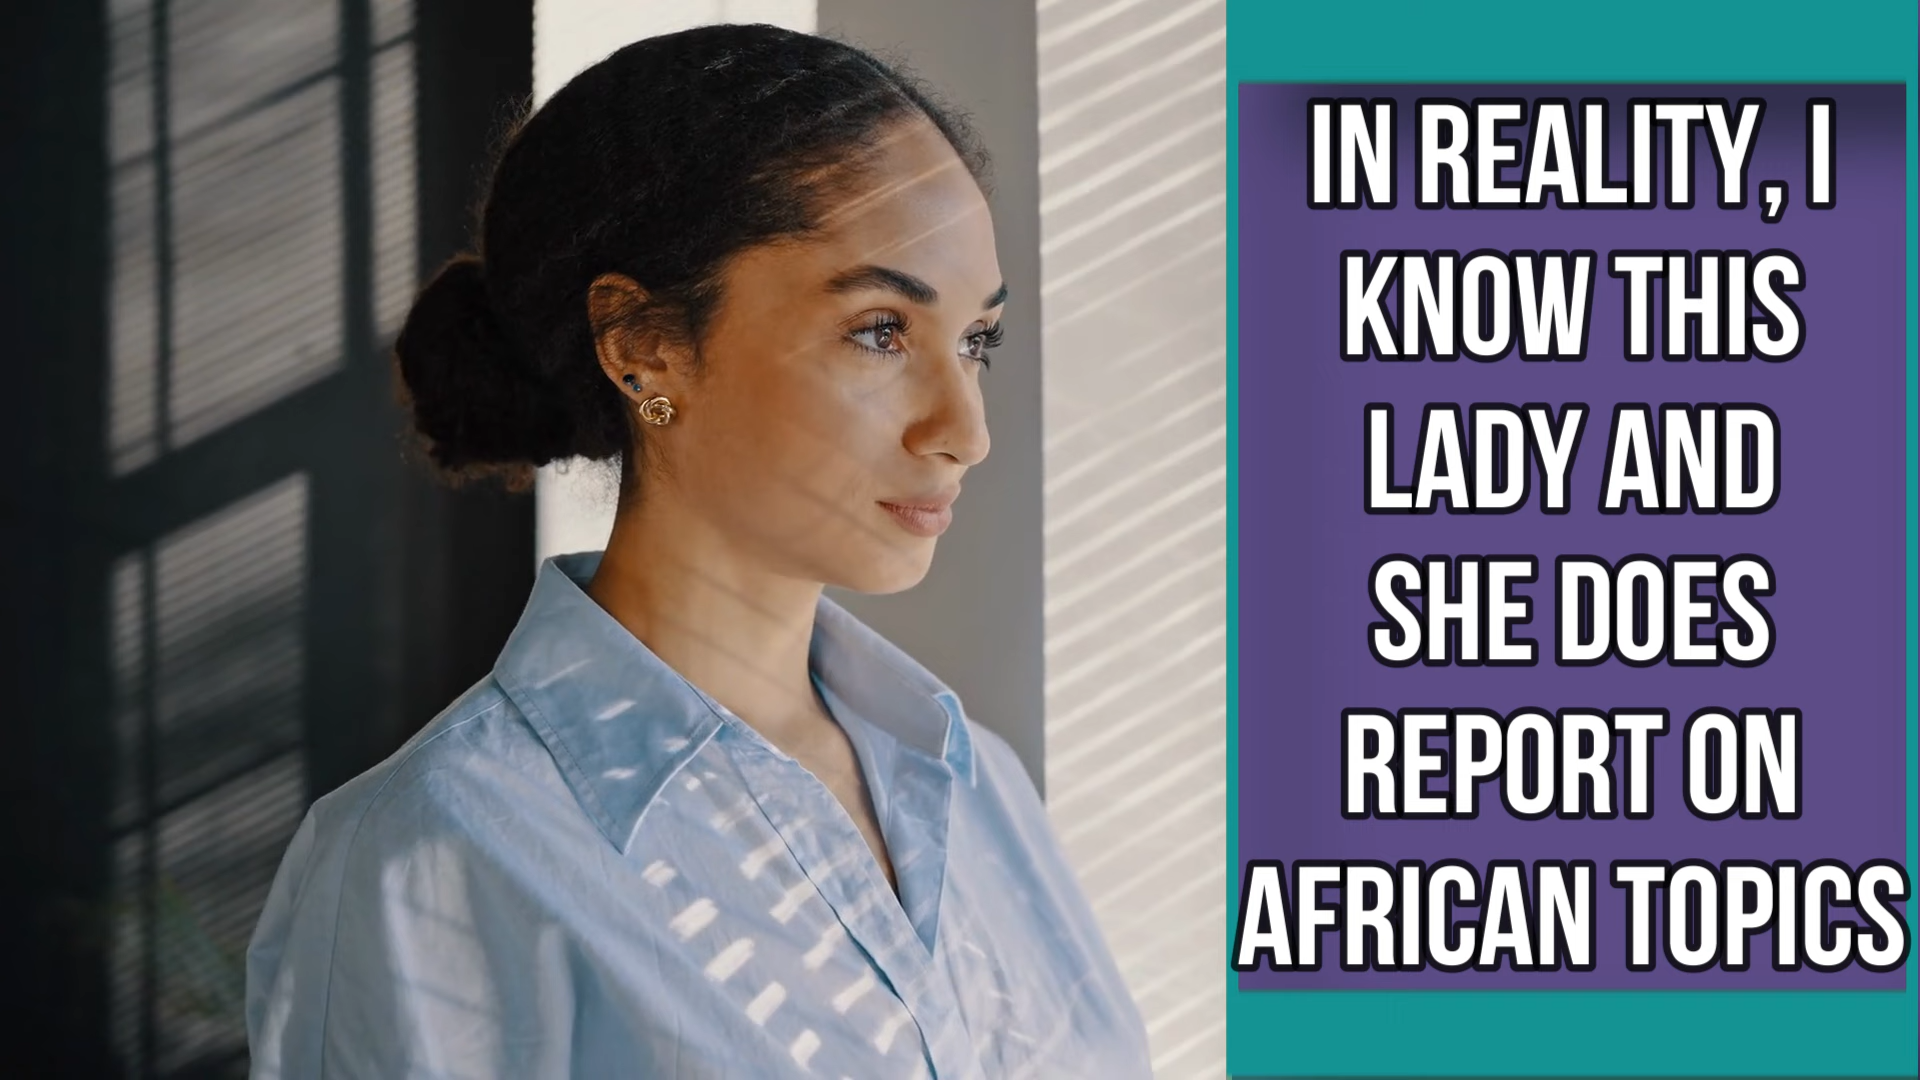 IN REALITY, I
KNOW THIS
LADY AND
SHE DOES
REPORT ON
AFRICAN TOPICS